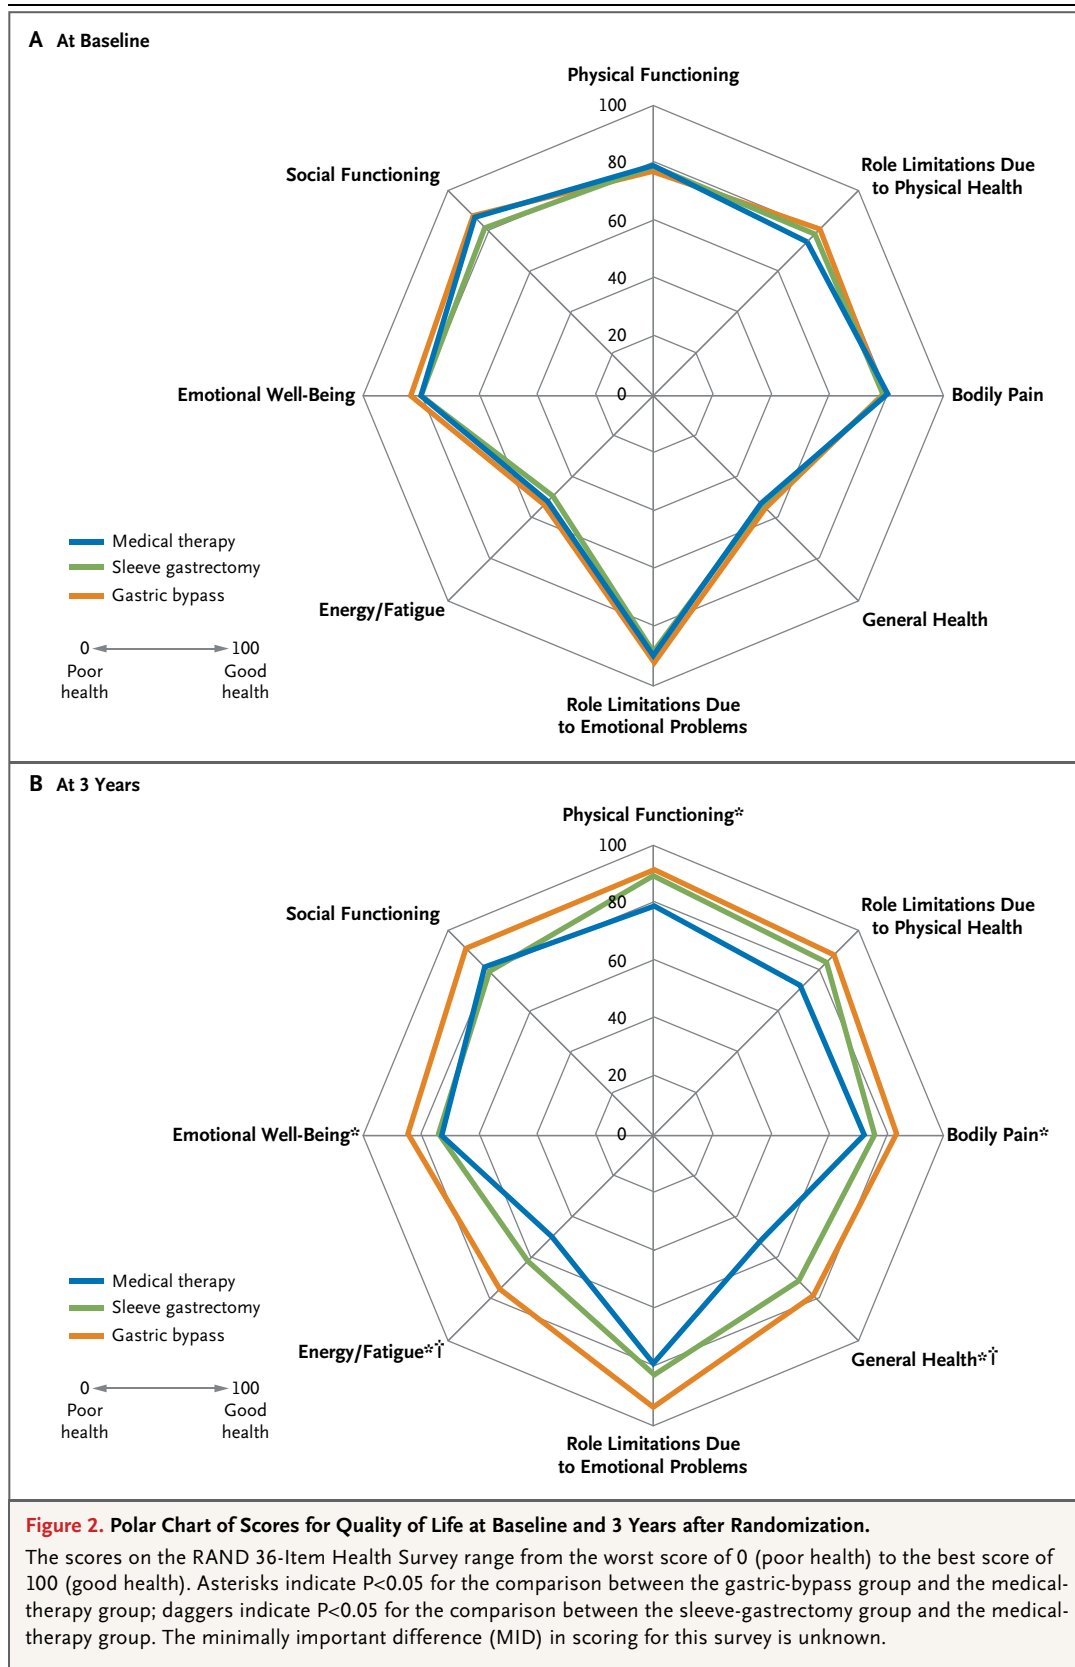 A At Baseline
Physical Functioning
100
Role Limitations Due
to Physical Health
Social Functioning
80
60
40
20
0
Emotional Well-Being
Bodily Pain
Medical therapy
Sleeve gastrectomy
Gastric bypass
Energy/Fatigue
General Health
0 100
Poor health
Good health
Role Limitations Due
to Emotional Problems
B At 3 Years
Physical Functioning*
100
Role Limitations Due
to Physical Health
Social Functioning
80
60
40
20
0
Emotional Well-Being*
Bodily Pain*
Medical therapy
Sleeve gastrectomy
Gastric bypass
Energy/Fatigue*†
General Health*†
0 100
Poor health
Good health
Role Limitations Due
to Emotional Problems
Figure 2. Polar Chart of Scores for Quality of Life at Baseline and 3 Years after Randomization.
The scores on the RAND 36-Item Health Survey range from the worst score of 0 (poor health) to the best score of
100 (good health). Asterisks indicate P<0.05 for the comparison between the gastric-bypass group and the medical-
therapy group; daggers indicate P<0.05 for the comparison between the sleeve-gastrectomy group and the medical-
therapy group. The minimally important difference (MID) in scoring for this survey is unknown.